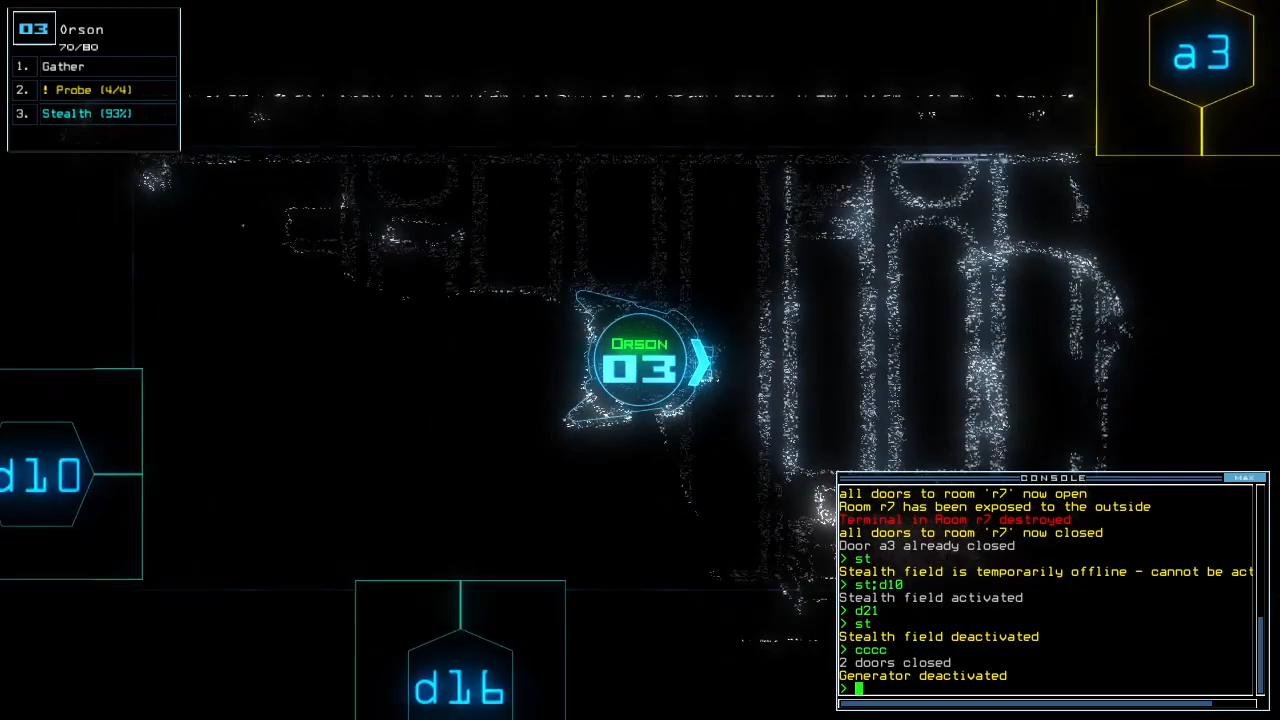 03 Orson
70/80
1. Gather
2. ! Probe (4/4)
3. Stealth (93%)
a3
Orson
03
d10
d16
CONSOLE
MAX
all doors to room 'r7' now open
Room r7 has been exposed to the outside
Terminal in Room r7 destroyed
all doors to room 'r7' now closed
Door a3 already closed
> st
Stealth field is temporarily offline - cannot be act
> st;d10
Stealth field activated
> d21
> st
Stealth field deactivated
> cccc
2 doors closed
Generator deactivated
>